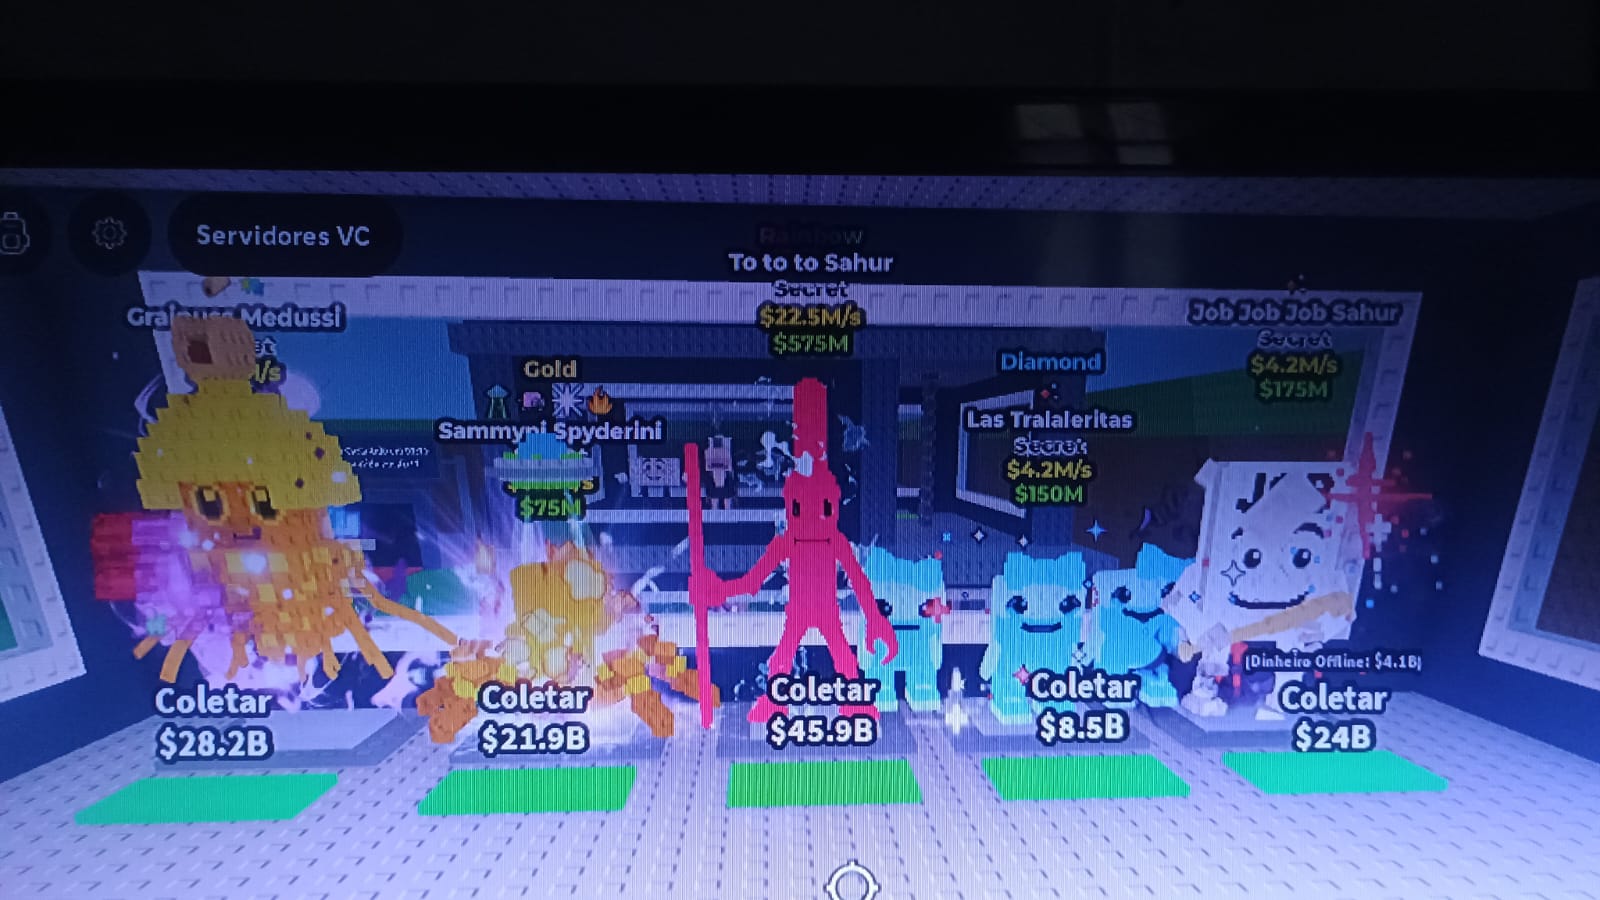 Servidores VC
Rainbow
To to to Sahur
Secret
$22.5M/s
$575M
Medussi
Gold
Sammyni Spyderini
$75M
Diamond
Las Tralaleritas
Secret
$4.2M/s
$150M
Job Job Job Sahur
Secret
$4.2M/s
$175M
JOB
Coletar
$28.2B
Coletar
$21.9B
Coletar
$45.9B
Coletar
$8.5B
(Dinheiro Offline: $4.1B)
Coletar
$24B